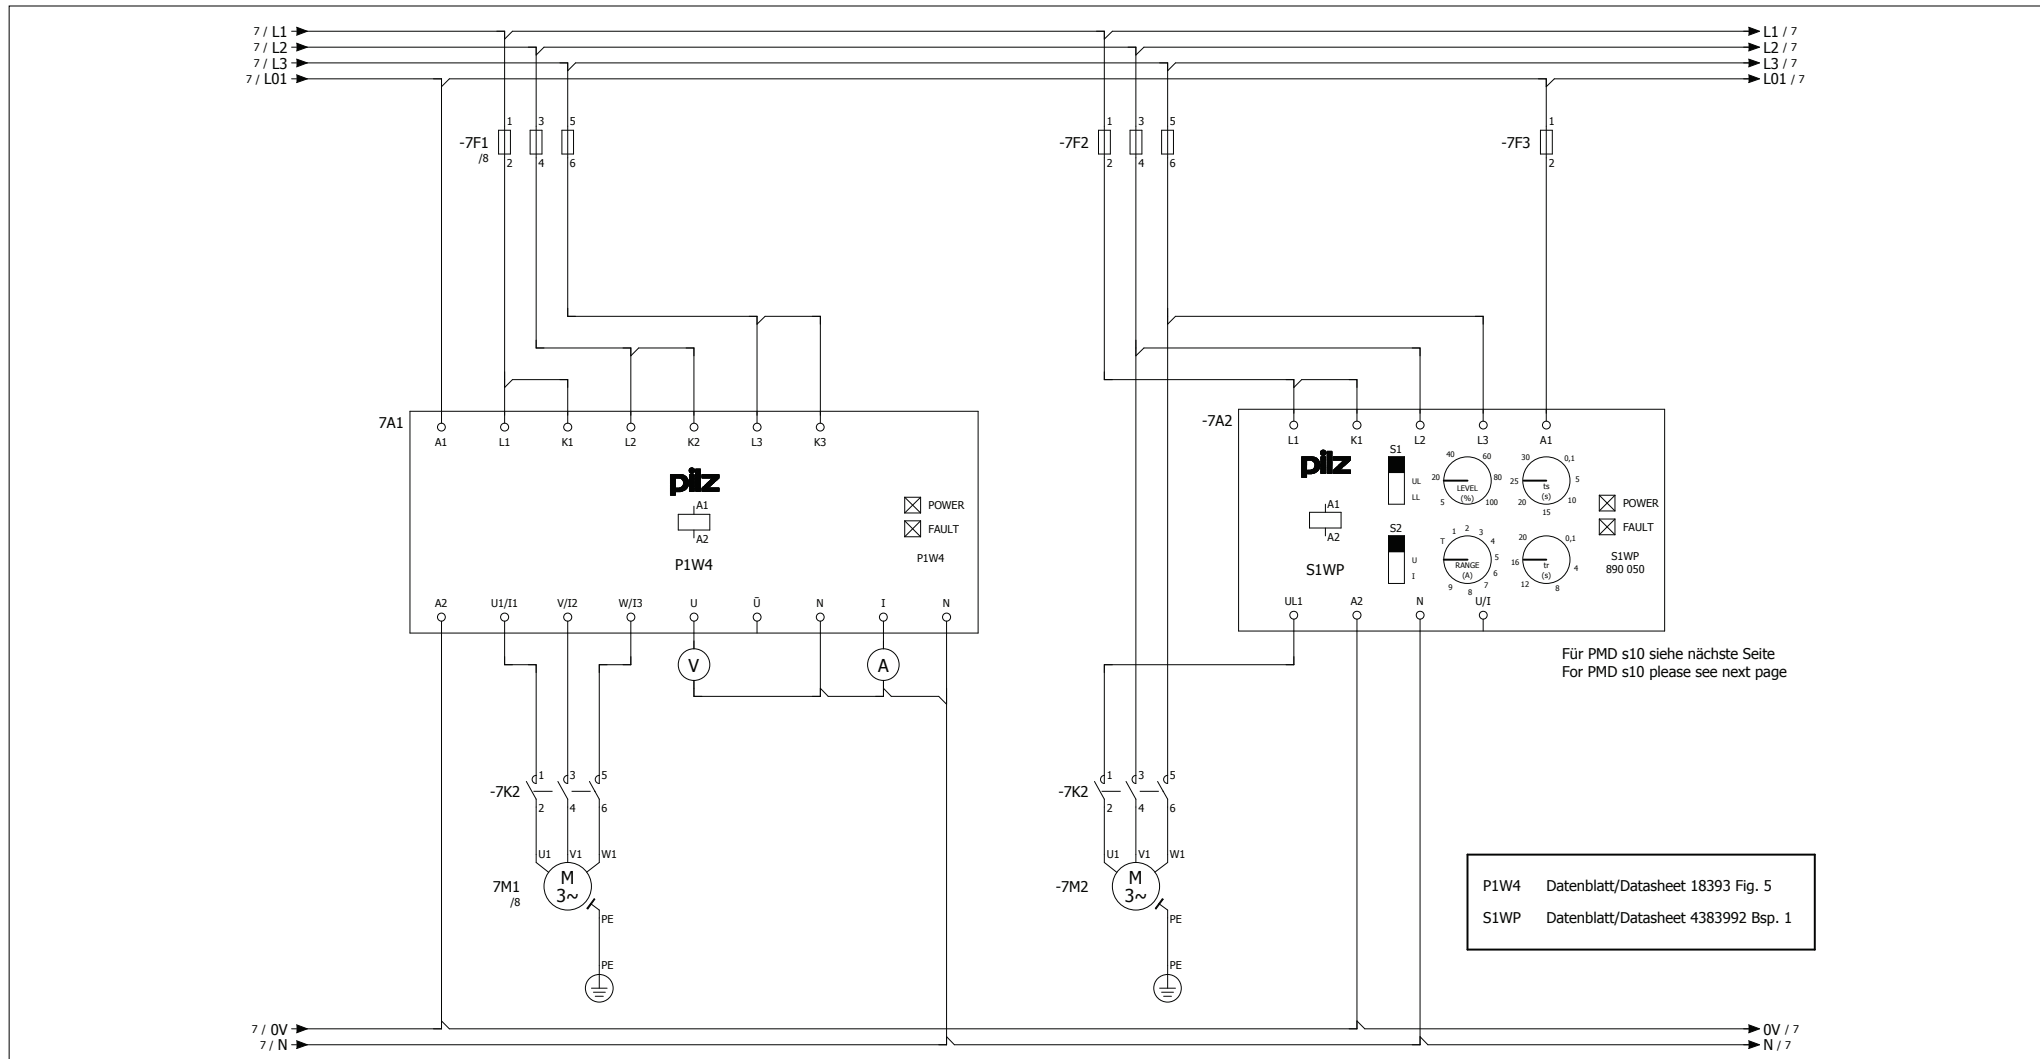 7 / L1
L1 / 7
7 / L2
L2 / 7
7 / L3
L3 / 7
7 / L01
L01 / 7
-7F1
/8
1
2
3
4
5
6
-7F2
1
2
3
4
5
6
-7F3
1
2
7A1
A1
L1
K1
L2
K2
L3
K3
pilz
A1
A2
P1W4
POWER
FAULT
P1W4
A2
U1/I1
V/I2
W/I3
U
Ü
N
I
N
V
A
-7A2
L1
K1
L2
L3
A1
pilz
A1
A2
S1WP
S1
UL
LL
S2
U
I
5
20
40
60
80
100
LEVEL
(%)
30
0,1
5
10
15
20
25
ts
(s)
T
1
2
3
4
5
6
7
8
9
RANGE
(A)
20
0,1
4
8
12
16
tr
(s)
POWER
FAULT
S1WP
890 050
UL1
A2
N
U/I
Für PMD s10 siehe nächste Seite
For PMD s10 please see next page
-7K2
1
2
3
4
5
6
U1
V1
W1
7M1
/8
M
3~
PE
PE
-7K2
1
2
3
4
5
6
U1
V1
W1
-7M2
M
3~
PE
PE
P1W4 Datenblatt/Datasheet 18393 Fig. 5
S1WP Datenblatt/Datasheet 4383992 Bsp. 1
7 / 0V
0V / 7
7 / N
N / 7